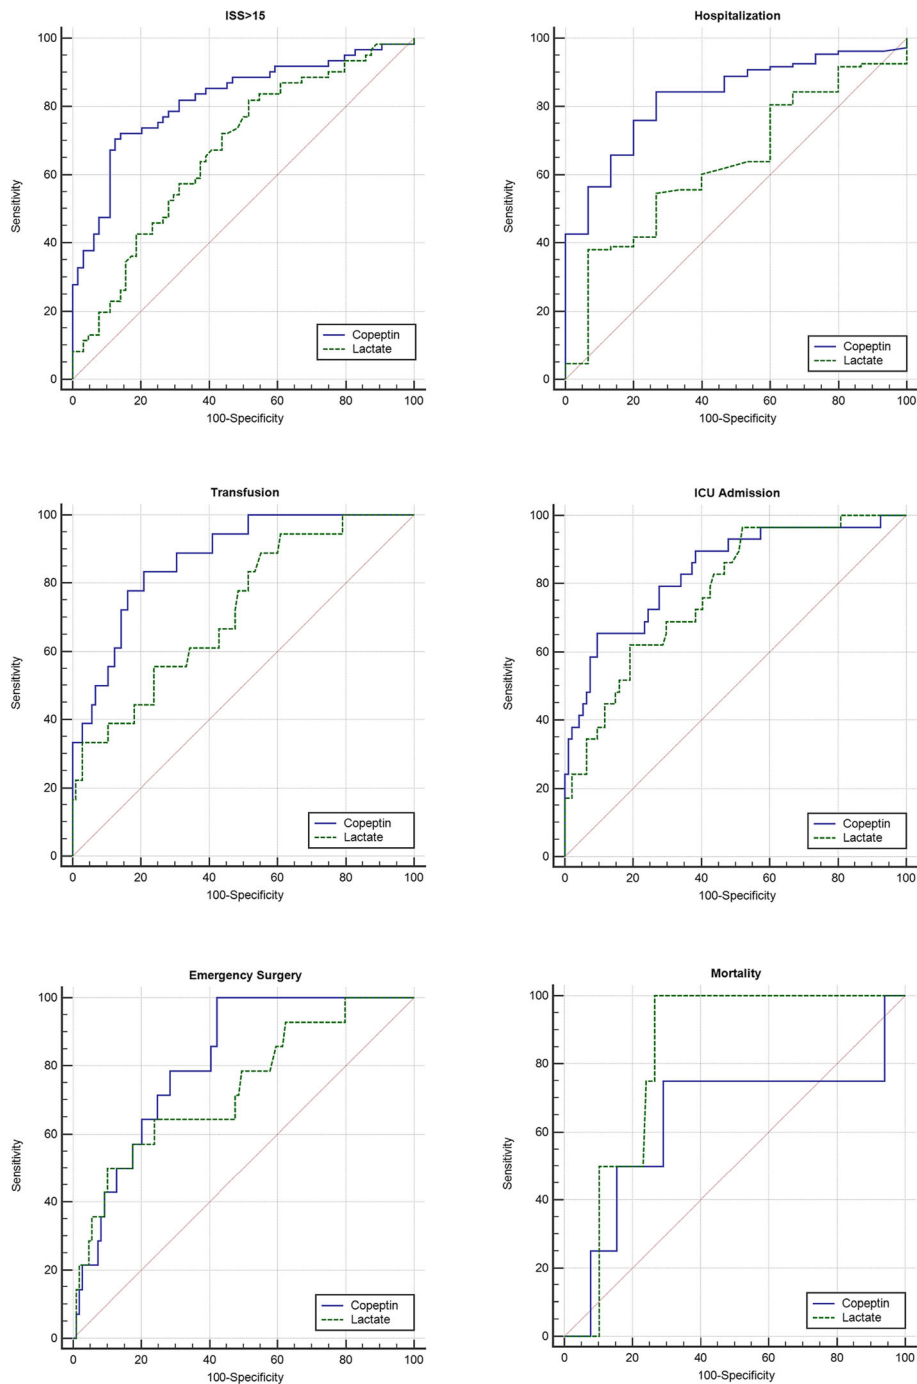 ISS>15
100
80
60
40
20
0
Sensitivity
Copeptin
Lactate
0 20 40 60 80 100
100-Specificity
Hospitalization
100
80
60
40
20
0
Sensitivity
Copeptin
Lactate
0 20 40 60 80 100
100-Specificity
Transfusion
100
80
60
40
20
0
Sensitivity
Copeptin
Lactate
0 20 40 60 80 100
100-Specificity
ICU Admission
100
80
60
40
20
0
Sensitivity
Copeptin
Lactate
0 20 40 60 80 100
100-Specificity
Emergency Surgery
100
80
60
40
20
0
Sensitivity
Copeptin
Lactate
0 20 40 60 80 100
100-Specificity
Mortality
100
80
60
40
20
0
Sensitivity
Copeptin
Lactate
0 20 40 60 80 100
100-Specificity